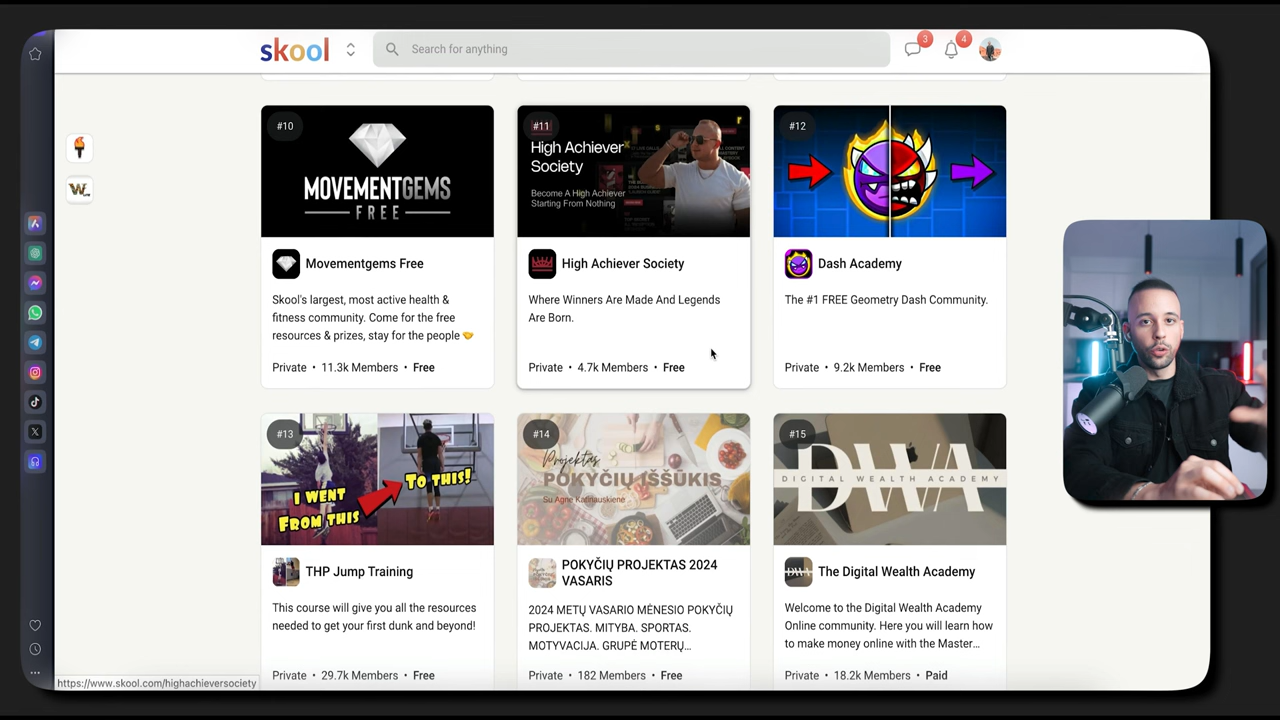 skool
Search for anything
3
4
#10
MOVEMENTGEMS
FREE
Movementgems Free
Skool's largest, most active health &
fitness community. Come for the free
resources & prizes, stay for the people 🤝
Private • 11.3k Members • Free
#11
High Achiever
Society
Become A High Achiever
Starting From Nothing
High Achiever Society
Where Winners Are Made And Legends
Are Born.
Private • 4.7k Members • Free
#12
Dash Academy
The #1 FREE Geometry Dash Community.
Private • 9.2k Members • Free
#13
I WENT
FROM THIS
TO THIS!
THP Jump Training
This course will give you all the resources
needed to get your first dunk and beyond!
Private • 29.7k Members • Free
#14
Projektas
POKYČIŲ IŠŠŪKIS
Su Agne Katinauskiene
POKYČIŲ PROJEKTAS 2024
VASARIS
2024 METŲ VASARIO MĖNESIO POKYČIŲ
PROJEKTAS. MITYBA. SPORTAS.
MOTYVACIJA. GRUPĖ MOTERŲ...
Private • 182 Members • Free
#15
DWA
DIGITAL WEALTH ACADEMY
The Digital Wealth Academy
Welcome to the Digital Wealth Academy
Online community. Here you will learn how
to make money online with the Master...
Private • 18.2k Members • Paid
https://www.skool.com/highachieversociety